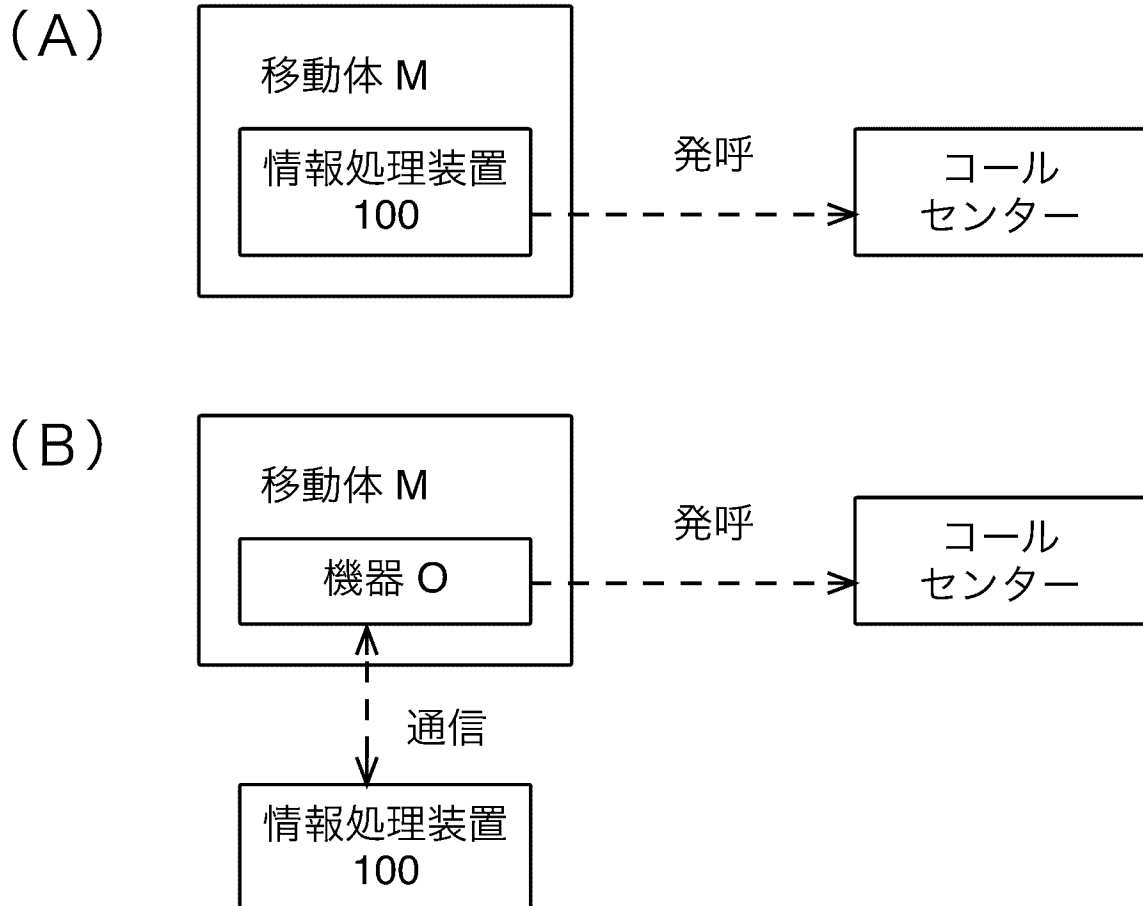 (A)
移動体 M
情報処理装置
100
発呼
コール
センター
(B)
移動体 M
機器 O
発呼
コール
センター
通信
情報処理装置
100